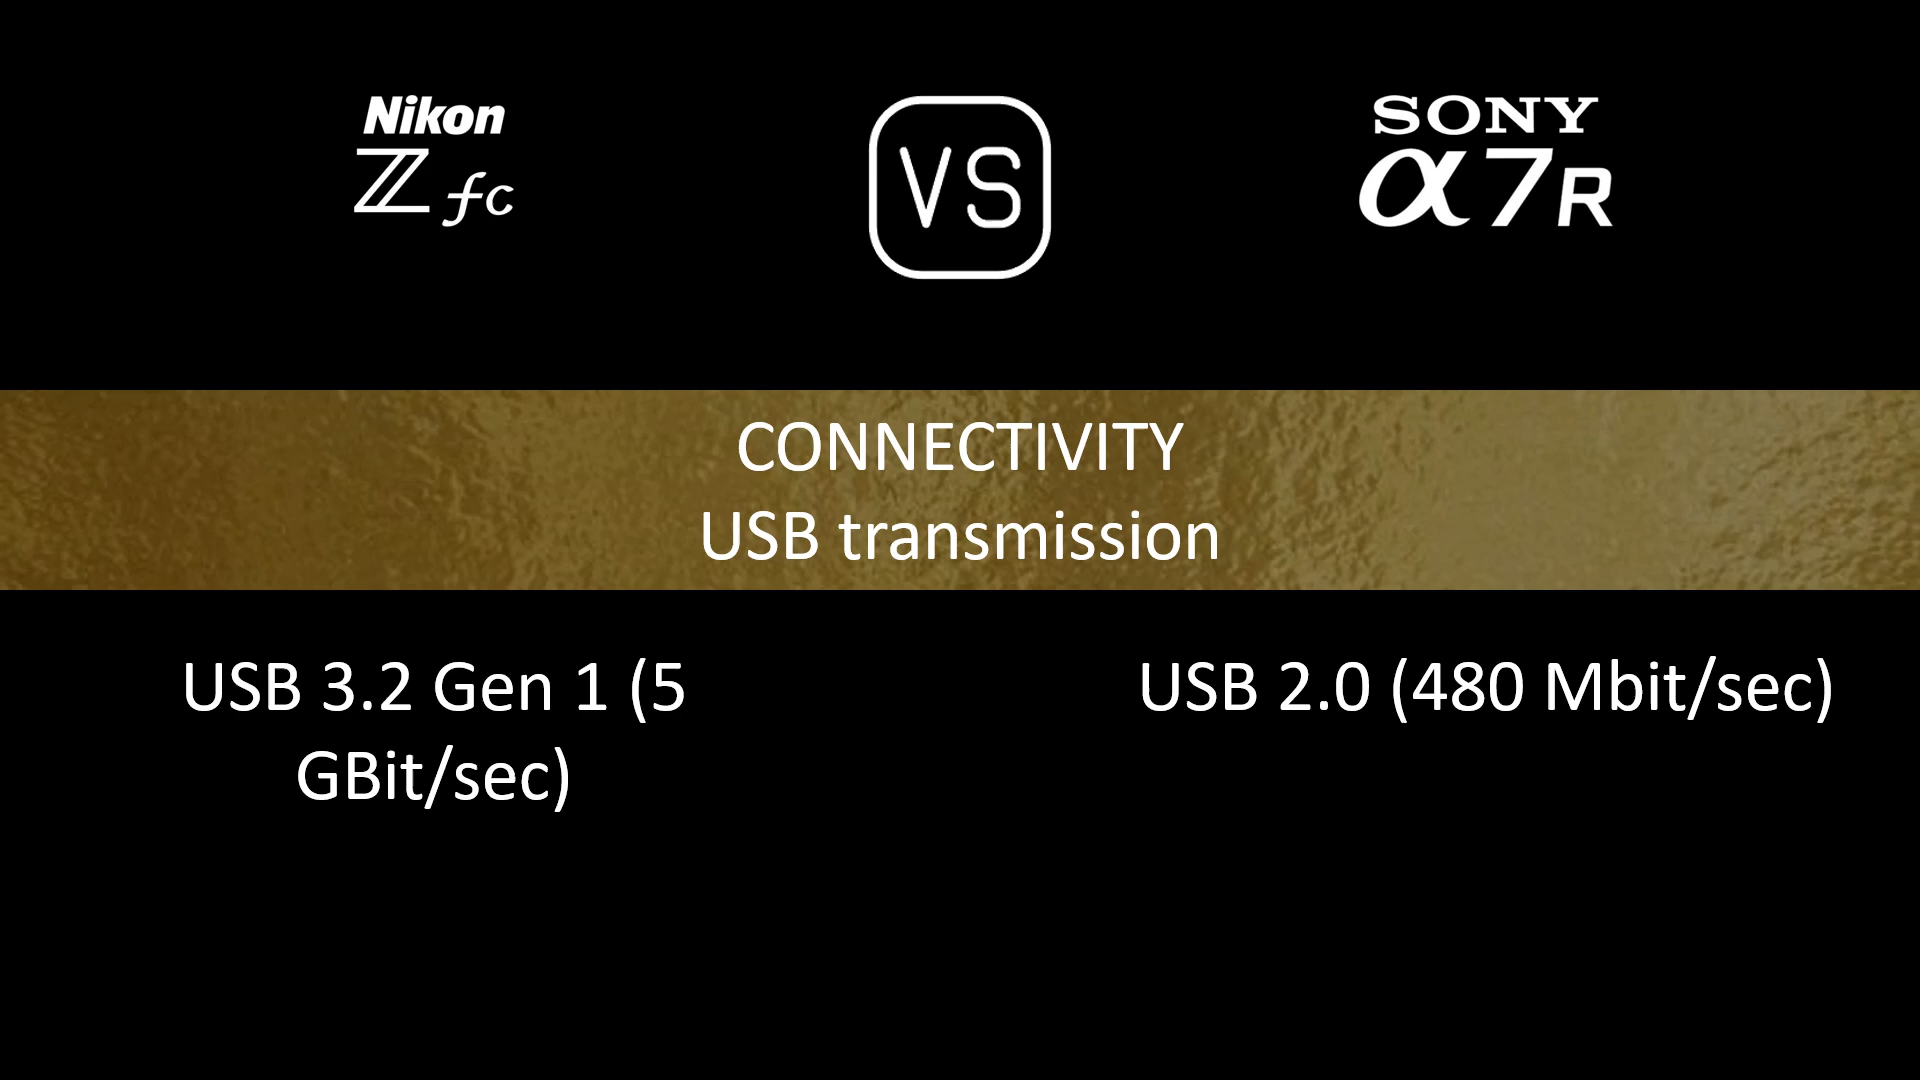 Nikon
Z fc
VS
SONY
α7R
CONNECTIVITY
USB transmission
USB 3.2 Gen 1 (5
GBit/sec)
USB 2.0 (480 Mbit/sec)